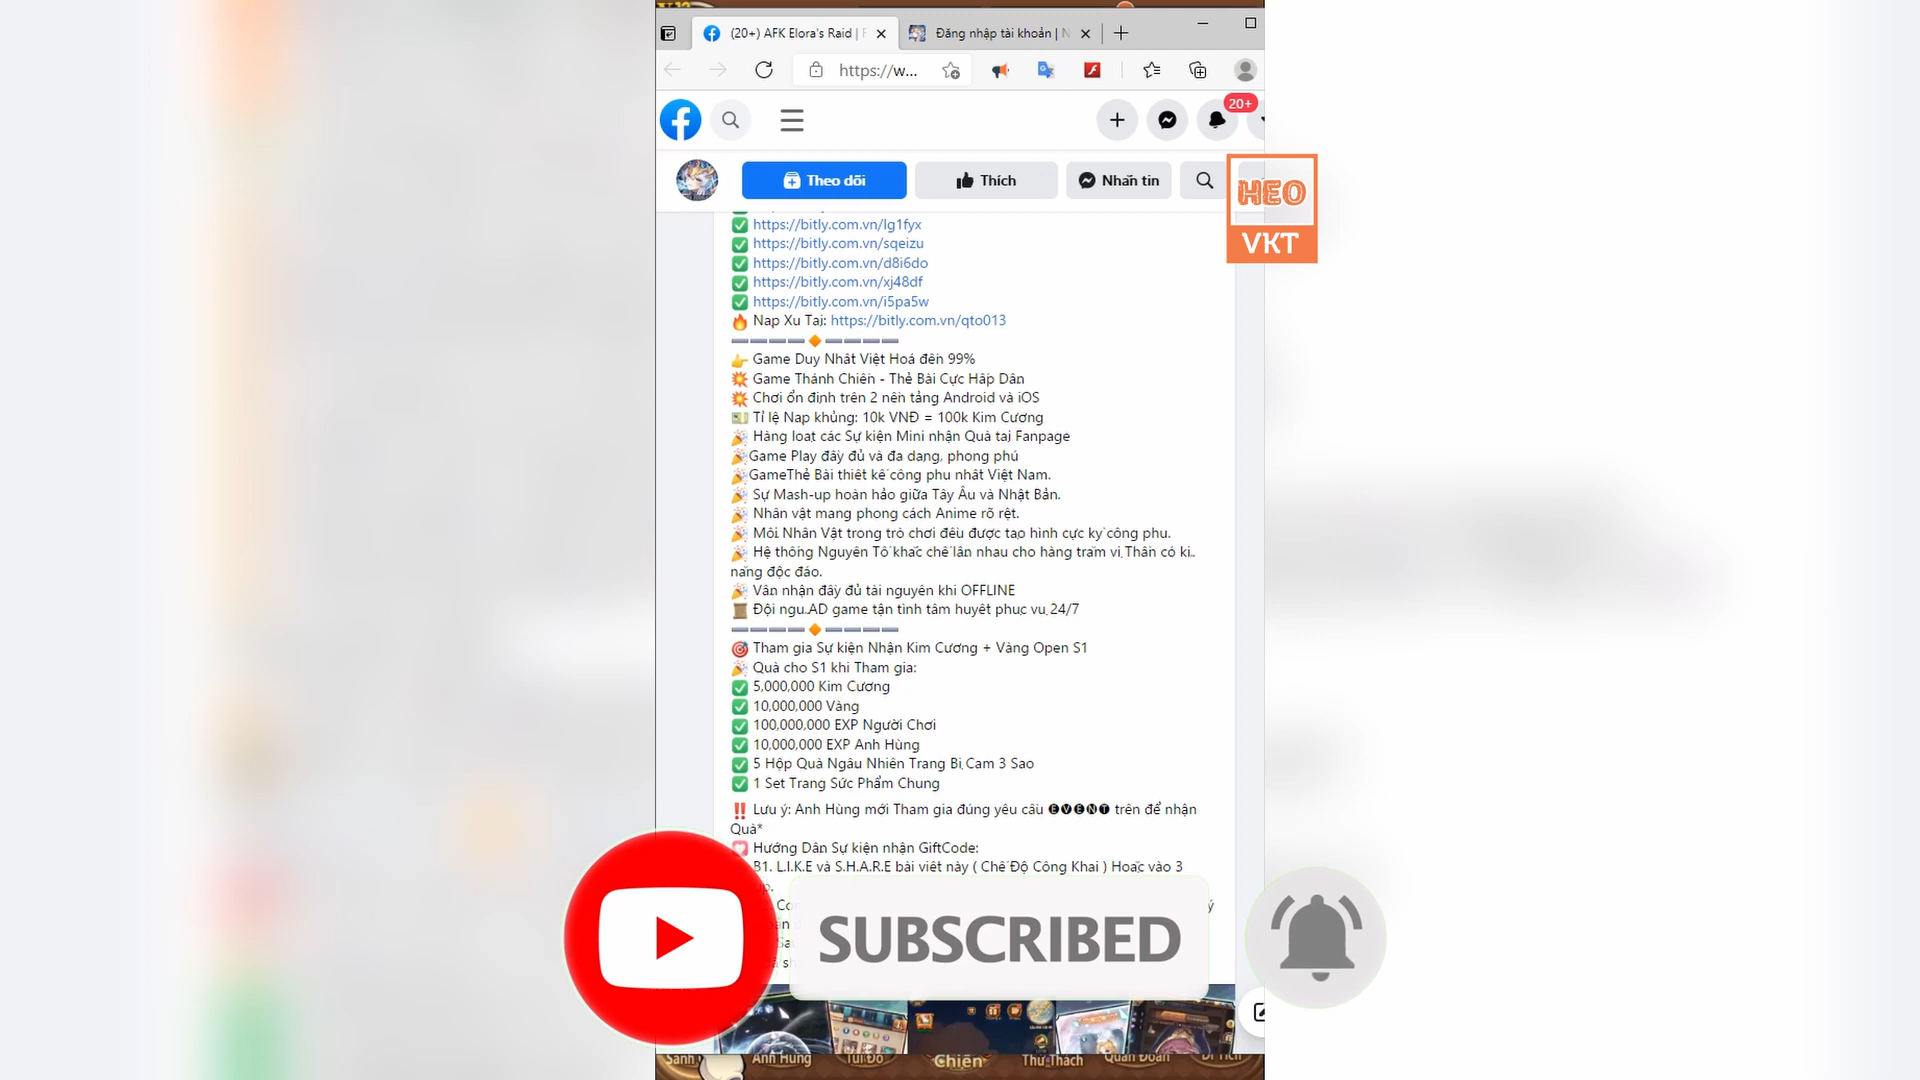 (20+) AFK Elora's Raid | F
Đăng nhập tài khoản | N
https://w...
20+
Theo dõi
Thích
Nhắn tin
HEO
VKT
https://bitly.com.vn/lg1fyx
https://bitly.com.vn/sqeizu
https://bitly.com.vn/d8i6do
https://bitly.com.vn/xj48df
https://bitly.com.vn/i5pa5w
Nạp Xu Tại: https://bitly.com.vn/qto013
Game Duy Nhất Việt Hoá đến 99%
Game Thánh Chiến - Thẻ Bài Cực Hấp Dẫn
Chơi ổn định trên 2 nền tảng Android và iOS
Tỉ lệ Nạp khủng: 10k VNĐ = 100k Kim Cương
Hàng loạt các Sự kiện Mini nhận Quà tại Fanpage
Game Play đầy đủ và đa dạng, phong phú
GameThẻ Bài thiết kế công phu nhất Việt Nam.
Sự Mash-up hoàn hảo giữa Tây Âu và Nhật Bản.
Nhân vật mang phong cách Anime rõ rệt.
Mỗi Nhân Vật trong trò chơi đều được tạo hình cực kỳ công phu.
Hệ thống Nguyên Tố khắc chế lẫn nhau cho hàng trăm vị Thần có kĩ
năng độc đáo.
Vẫn nhận đầy đủ tài nguyên khi OFFLINE
Đội ngũ AD game tận tình tâm huyết phục vụ 24/7
Tham gia Sự kiện Nhận Kim Cương + Vàng Open S1
Quà cho S1 khi Tham gia:
5,000,000 Kim Cương
10,000,000 Vàng
100,000,000 EXP Người Chơi
10,000,000 EXP Anh Hùng
5 Hộp Quà Ngẫu Nhiên Trang Bị Cam 3 Sao
1 Set Trang Sức Phẩm Chung
Lưu ý: Anh Hùng mới Tham gia đúng yêu cầu EVENT trên để nhận
Quà*
Hướng Dẫn Sự kiện nhận GiftCode:
B1. L.I.K.E và S.H.A.R.E bài viết này ( Chế Độ Công Khai ) Hoặc vào 3
SUBSCRIBED
Sảnh
Anh Hùng
Túi Đồ
Chiến
Thử Thách
Quân Đoàn
Di Tích